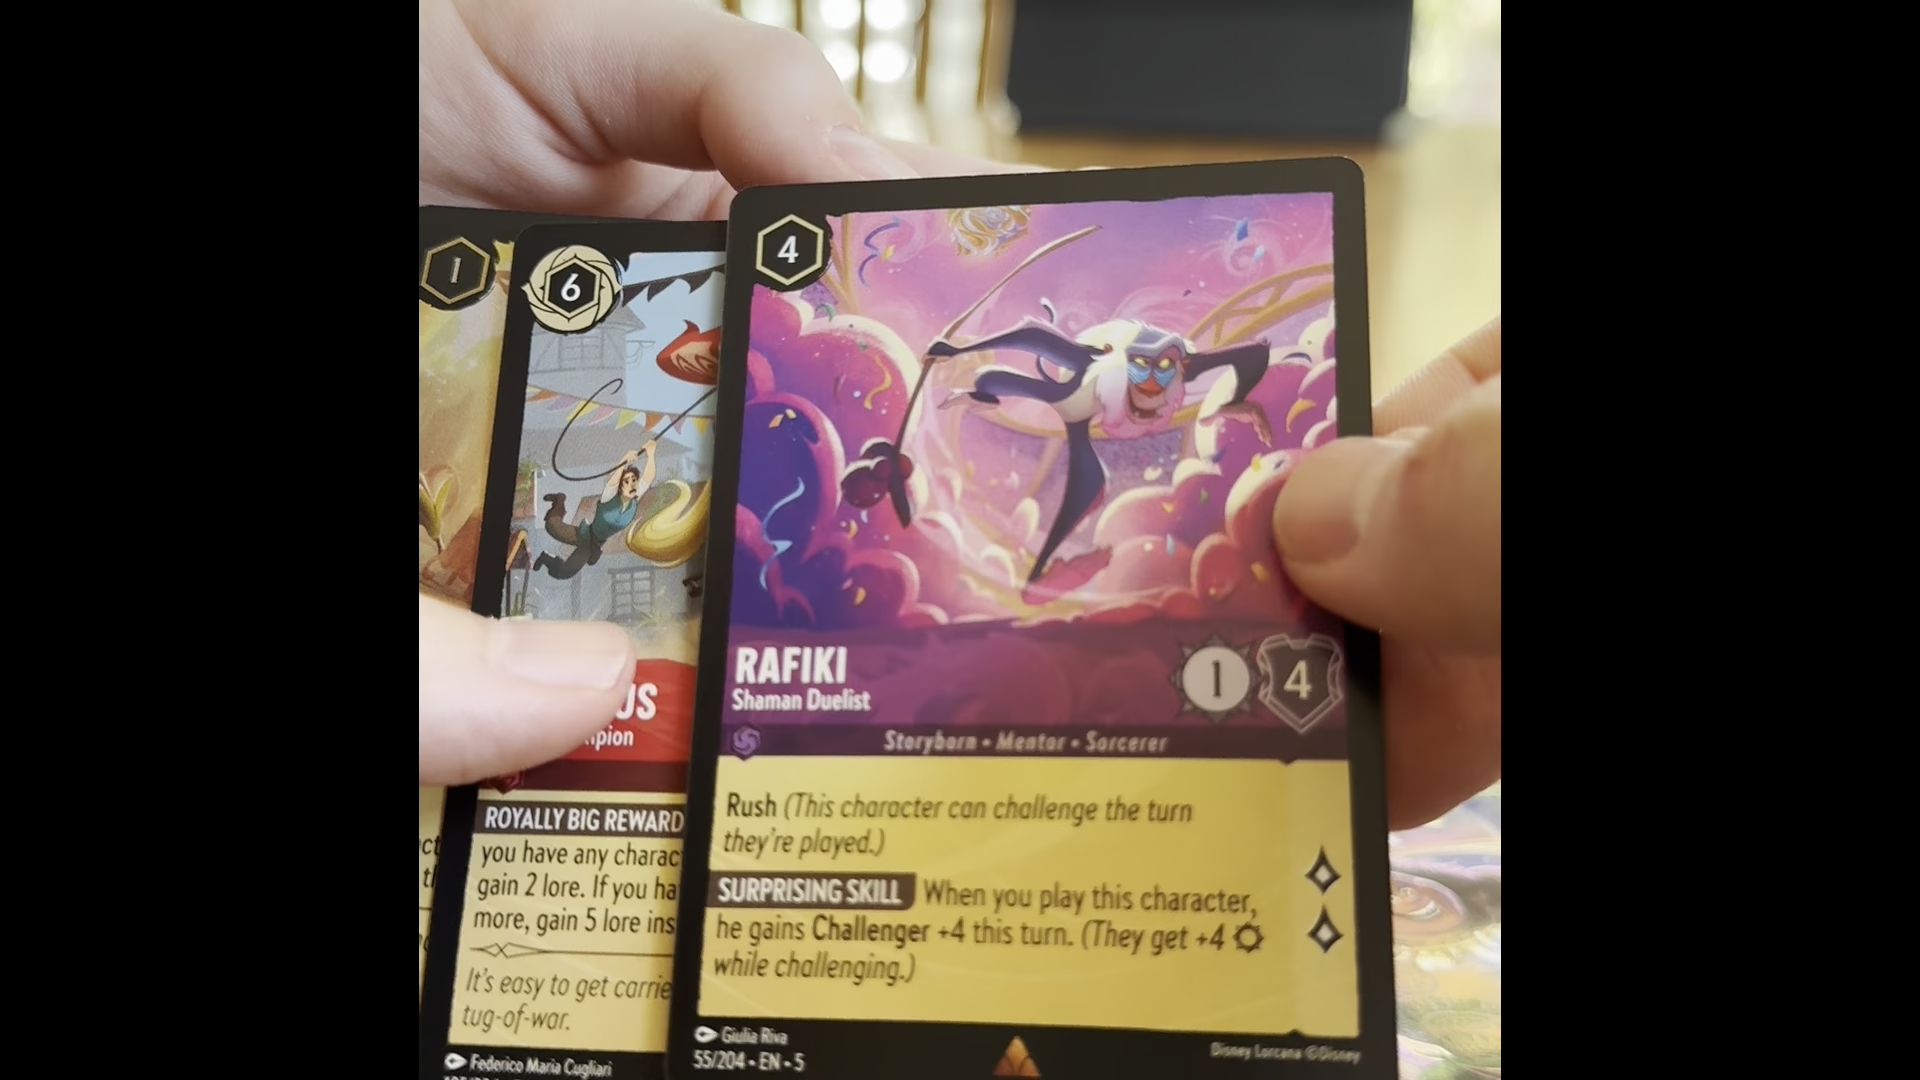 1
6
US
mpion
ROYALLY BIG REWARD
you have any charac
gain 2 lore. If you ha
more, gain 5 lore ins
It's easy to get carrie
tug-of-war.
Federico Maria Cugliari
4
RAFIKI
Shaman Duelist
1 4
Storyborn • Mentor • Sorcerer
Rush (This character can challenge the turn
they're played.)
SURPRISING SKILL When you play this character,
he gains Challenger +4 this turn. (They get +4
while challenging.)
Giulia Riva
55/204 • EN • 5
Disney Lorcana ©Disney